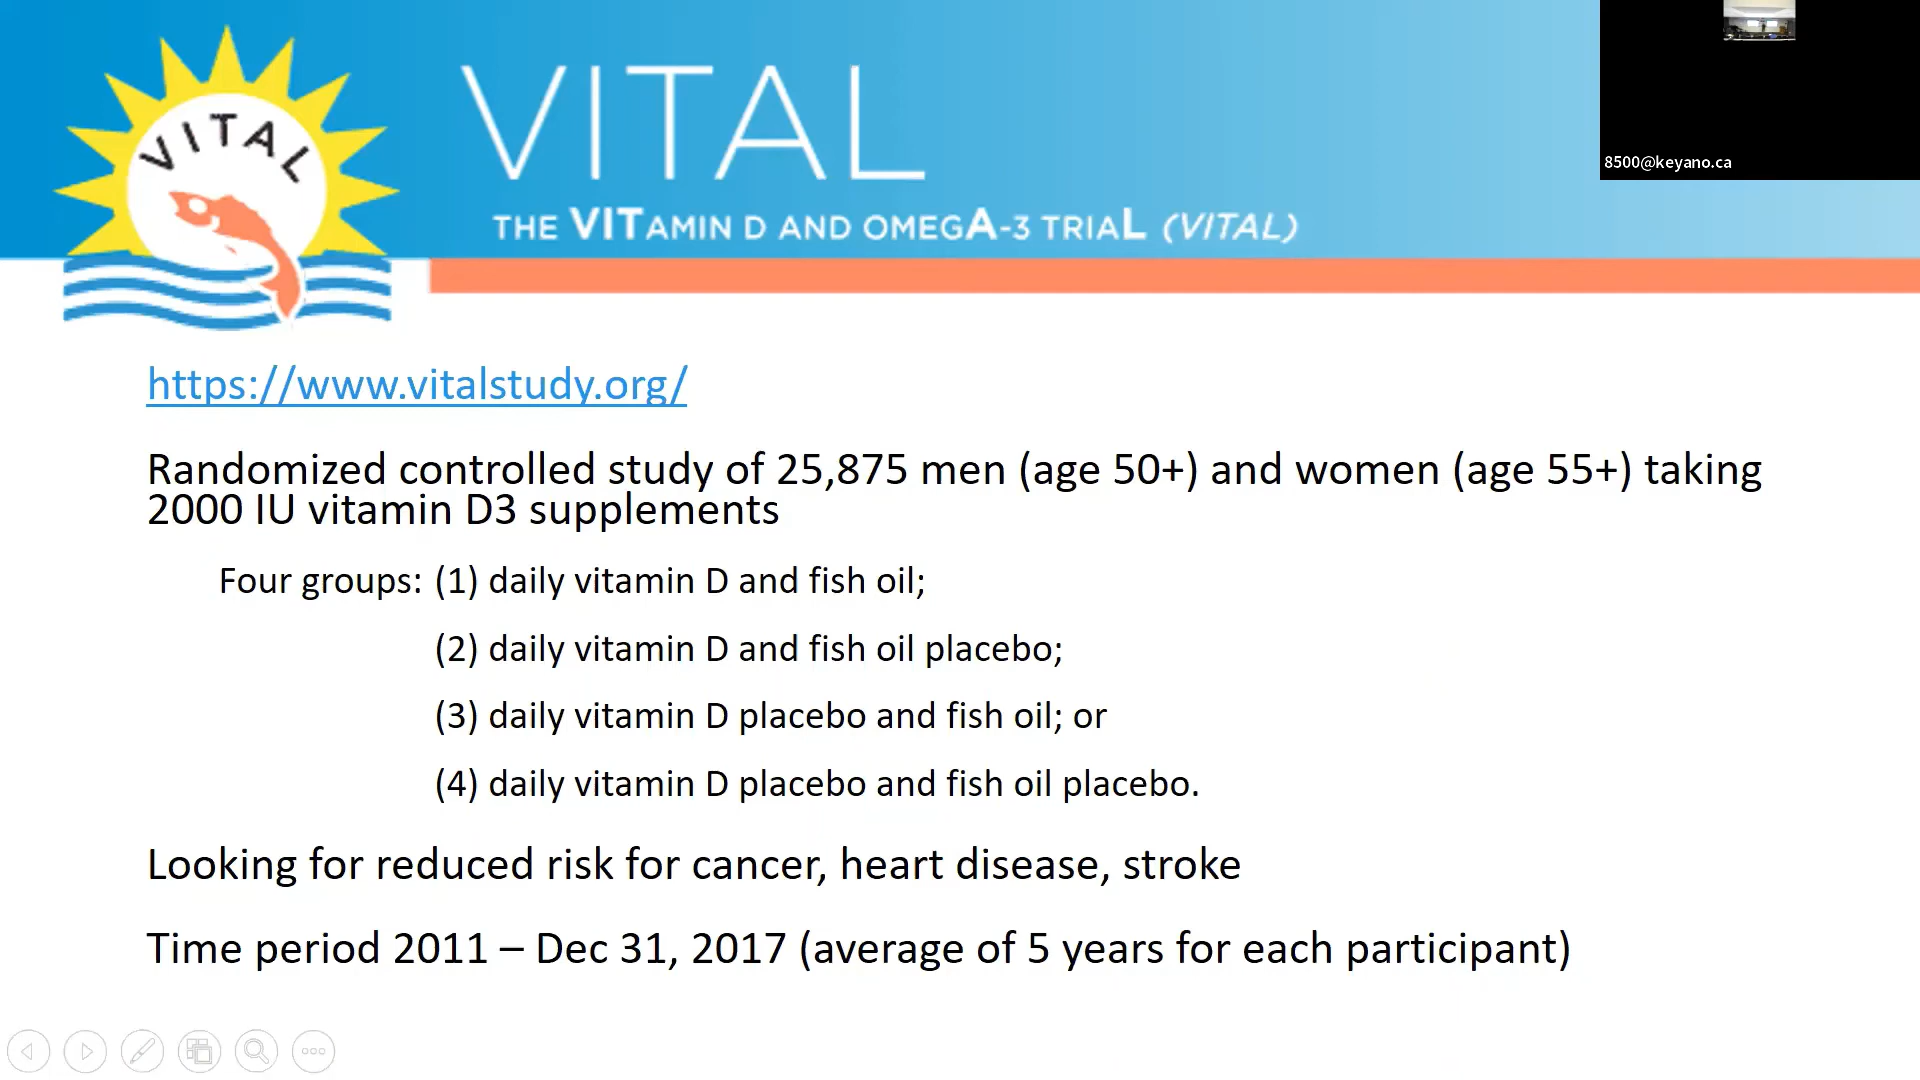 VITAL
VITAL
THE VITAMIN D AND OMEGA-3 TRIAL (VITAL)
8500@keyano.ca
https://www.vitalstudy.org/
Randomized controlled study of 25,875 men (age 50+) and women (age 55+) taking
2000 IU vitamin D3 supplements
Four groups: (1) daily vitamin D and fish oil;
(2) daily vitamin D and fish oil placebo;
(3) daily vitamin D placebo and fish oil; or
(4) daily vitamin D placebo and fish oil placebo.
Looking for reduced risk for cancer, heart disease, stroke
Time period 2011 – Dec 31, 2017 (average of 5 years for each participant)